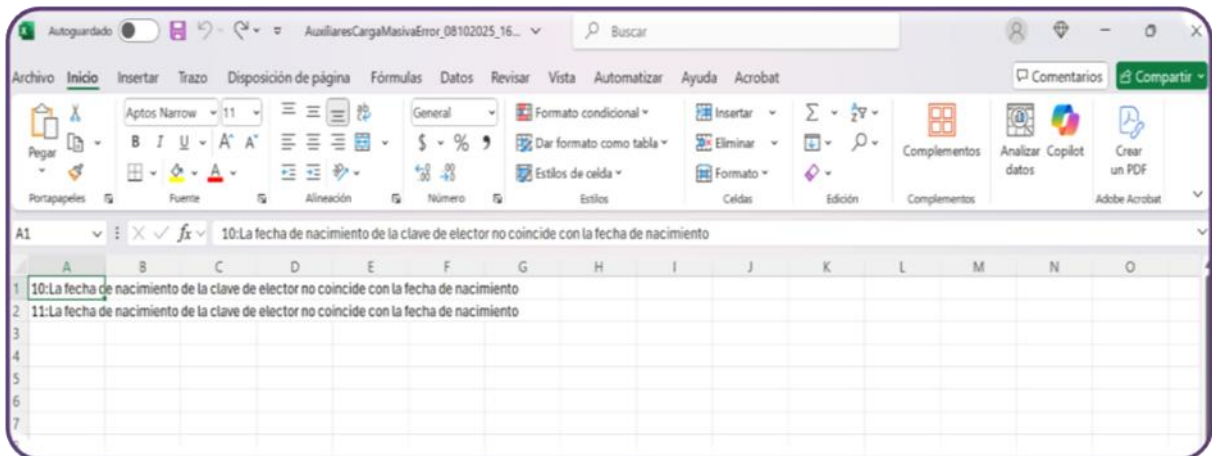 Autoguardado AuxiliaresCargaMasivaError_08102025_16... Buscar
Archivo Inicio Insertar Trazo Disposición de página Fórmulas Datos Revisar Vista Automatizar Ayuda Acrobat Comentarios Compartir
Aptos Narrow 11 General Formato condicional Insertar
Pegar N K S Dar formato como tabla Eliminar Complementos Analizar datos Copilot Crear un PDF
Estilos de celda Formato
Portapapeles Fuente Alineación Número Estilos Celdas Edición Complementos Adobe Acrobat
A1 fx 10:La fecha de nacimiento de la clave de elector no coincide con la fecha de nacimiento
A B C D E F G H I J K L M N O
1 10:La fecha de nacimiento de la clave de elector no coincide con la fecha de nacimiento
2 11:La fecha de nacimiento de la clave de elector no coincide con la fecha de nacimiento
3
4
5
6
7